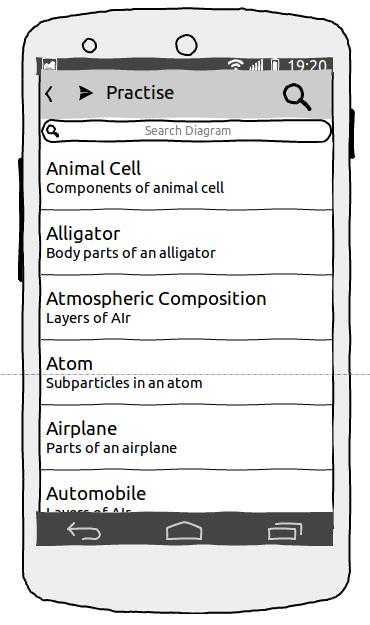 19:20
Practise
Search Diagram
Animal Cell
Components of animal cell
Alligator
Body parts of an alligator
Atmospheric Composition
Layers of AIr
Atom
Subparticles in an atom
Airplane
Parts of an airplane
Automobile
Layers of AIr